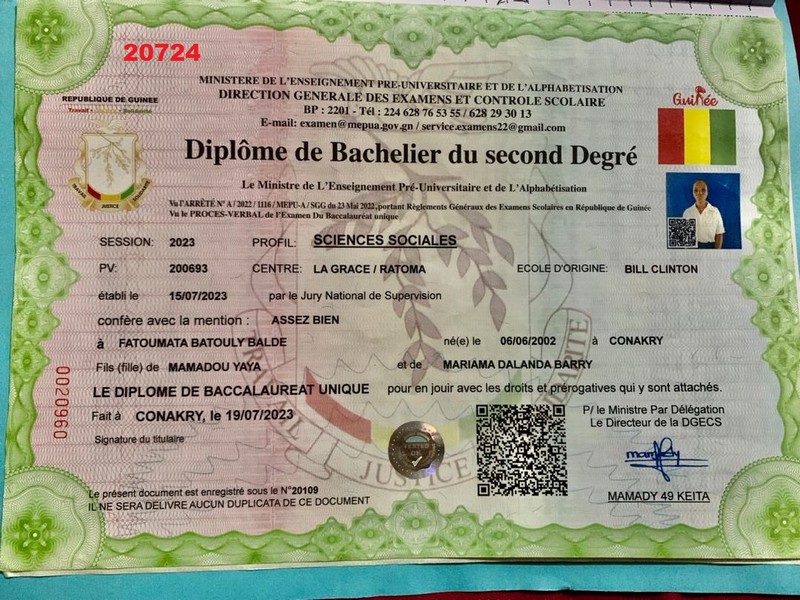 20724
MINISTERE DE L'ENSEIGNEMENT PRE-UNIVERSITAIRE ET DE L'ALPHABETISATION
DIRECTION GENERALE DES EXAMENS ET CONTROLE SCOLAIRE
BP : 2201 - Tél : 224 628 76 53 55 / 628 29 30 13
E-mail: examen@mepua.gov.gn / service.examens22@gmail.com
REPUBLIQUE DE GUINEE
Travail Solidarité
Guinée
Diplôme de Bachelier du second Degré
TRAVAIL JUSTICE SOLIDARITE
Le Ministre de L'Enseignement Pré-Universitaire et de L'Alphabétisation
Vu l'ARRÊTÉ N° A / 2022 / 1116 / MEPU-A / SGG du 23 Mai 2022, portant Règlements Généraux des Examens Scolaires en République de Guinée
Vu le PROCES-VERBAL de l'Examen Du Baccalauréat unique
SESSION: 2023 PROFIL: SCIENCES SOCIALES
PV: 200693 CENTRE: LA GRACE / RATOMA ECOLE D'ORIGINE: BILL CLINTON
établi le 15/07/2023 par le Jury National de Supervision
confère avec la mention : ASSEZ BIEN
à FATOUMATA BATOULY BALDE né(e) le 06/06/2002 à CONAKRY
Fils (fille) de MAMADOU YAYA et de MARIAMA DALANDA BARRY
LE DIPLOME DE BACCALAUREAT UNIQUE pour en jouir avec les droits et prérogatives qui y sont attachés.
Fait à CONAKRY, le 19/07/2023
P/ le Ministre Par Délégation
Le Directeur de la DGECS
Signature du titulaire
0020960
TRAVAIL JUSTICE SOLIDARITE
MAMADY 49 KEITA
Le présent document est enregistré sous le N°20109
IL NE SERA DELIVRE AUCUN DUPLICATA DE CE DOCUMENT